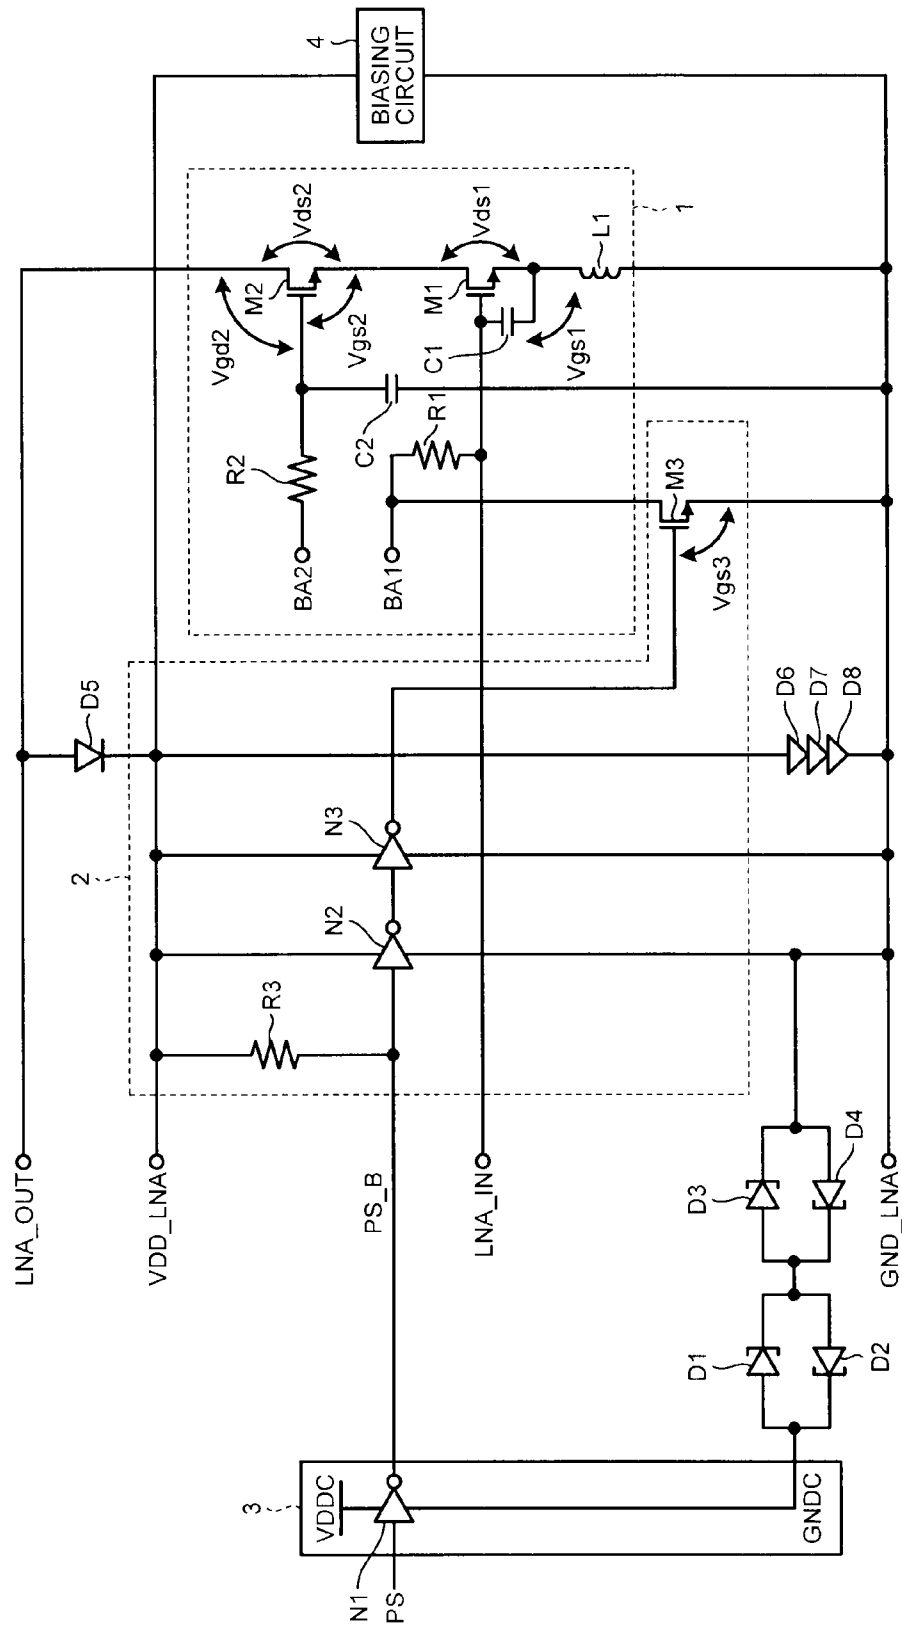 LNA_OUT
VDD_LNA
PS_B
LNA_IN
GND_LNA
3
VDDC
N1
PS
GNDC
D1
D2
D3
D4
2
R3
N2
N3
D5
D6
D7
D8
BA2
BA1
R2
C2
R1
C1
M3
Vgs3
Vgd2
M2
Vgs2
Vds2
M1
Vds1
Vgs1
L1
1
4
BIASING
CIRCUIT